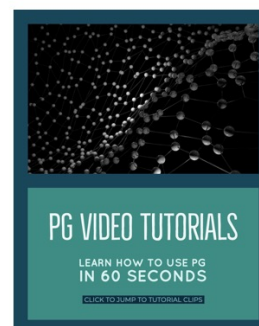 PG VIDEO TUTORIALS
LEARN HOW TO USE PG
IN 60 SECONDS
CLICK TO JUMP TO TUTORIAL CLIPS